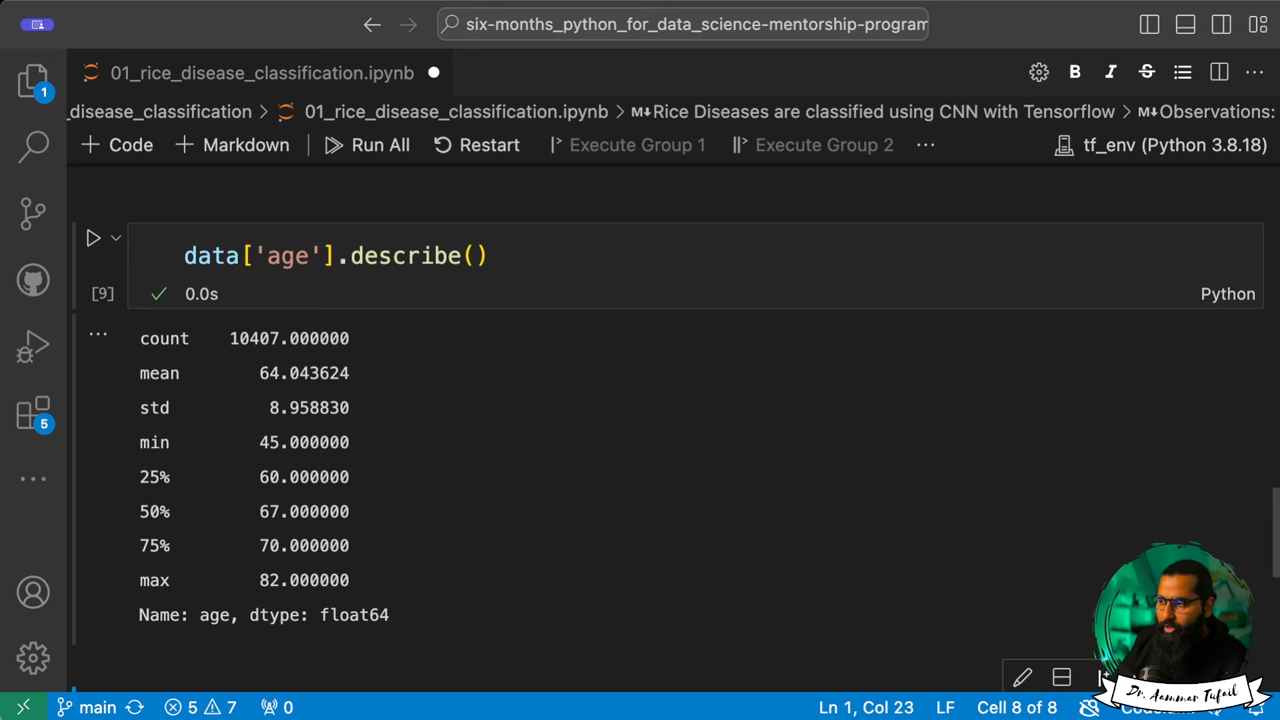 six-months_python_for_data_science-mentorship-program
01_rice_disease_classification.ipynb
_disease_classification > 01_rice_disease_classification.ipynb > M↓Rice Diseases are classified using CNN with Tensorflow > M↓Observations:
+ Code + Markdown Run All Restart Execute Group 1 Execute Group 2 ... tf_env (Python 3.8.18)
1
data['age'].describe()
[9] ✓ 0.0s Python
count 10407.000000
mean 64.043624
std 8.958830
min 45.000000
25% 60.000000
50% 67.000000
75% 70.000000
max 82.000000
Name: age, dtype: float64
5
Dr. Aammar Tufail
main 5 7 0 Ln 1, Col 23 LF Cell 8 of 8